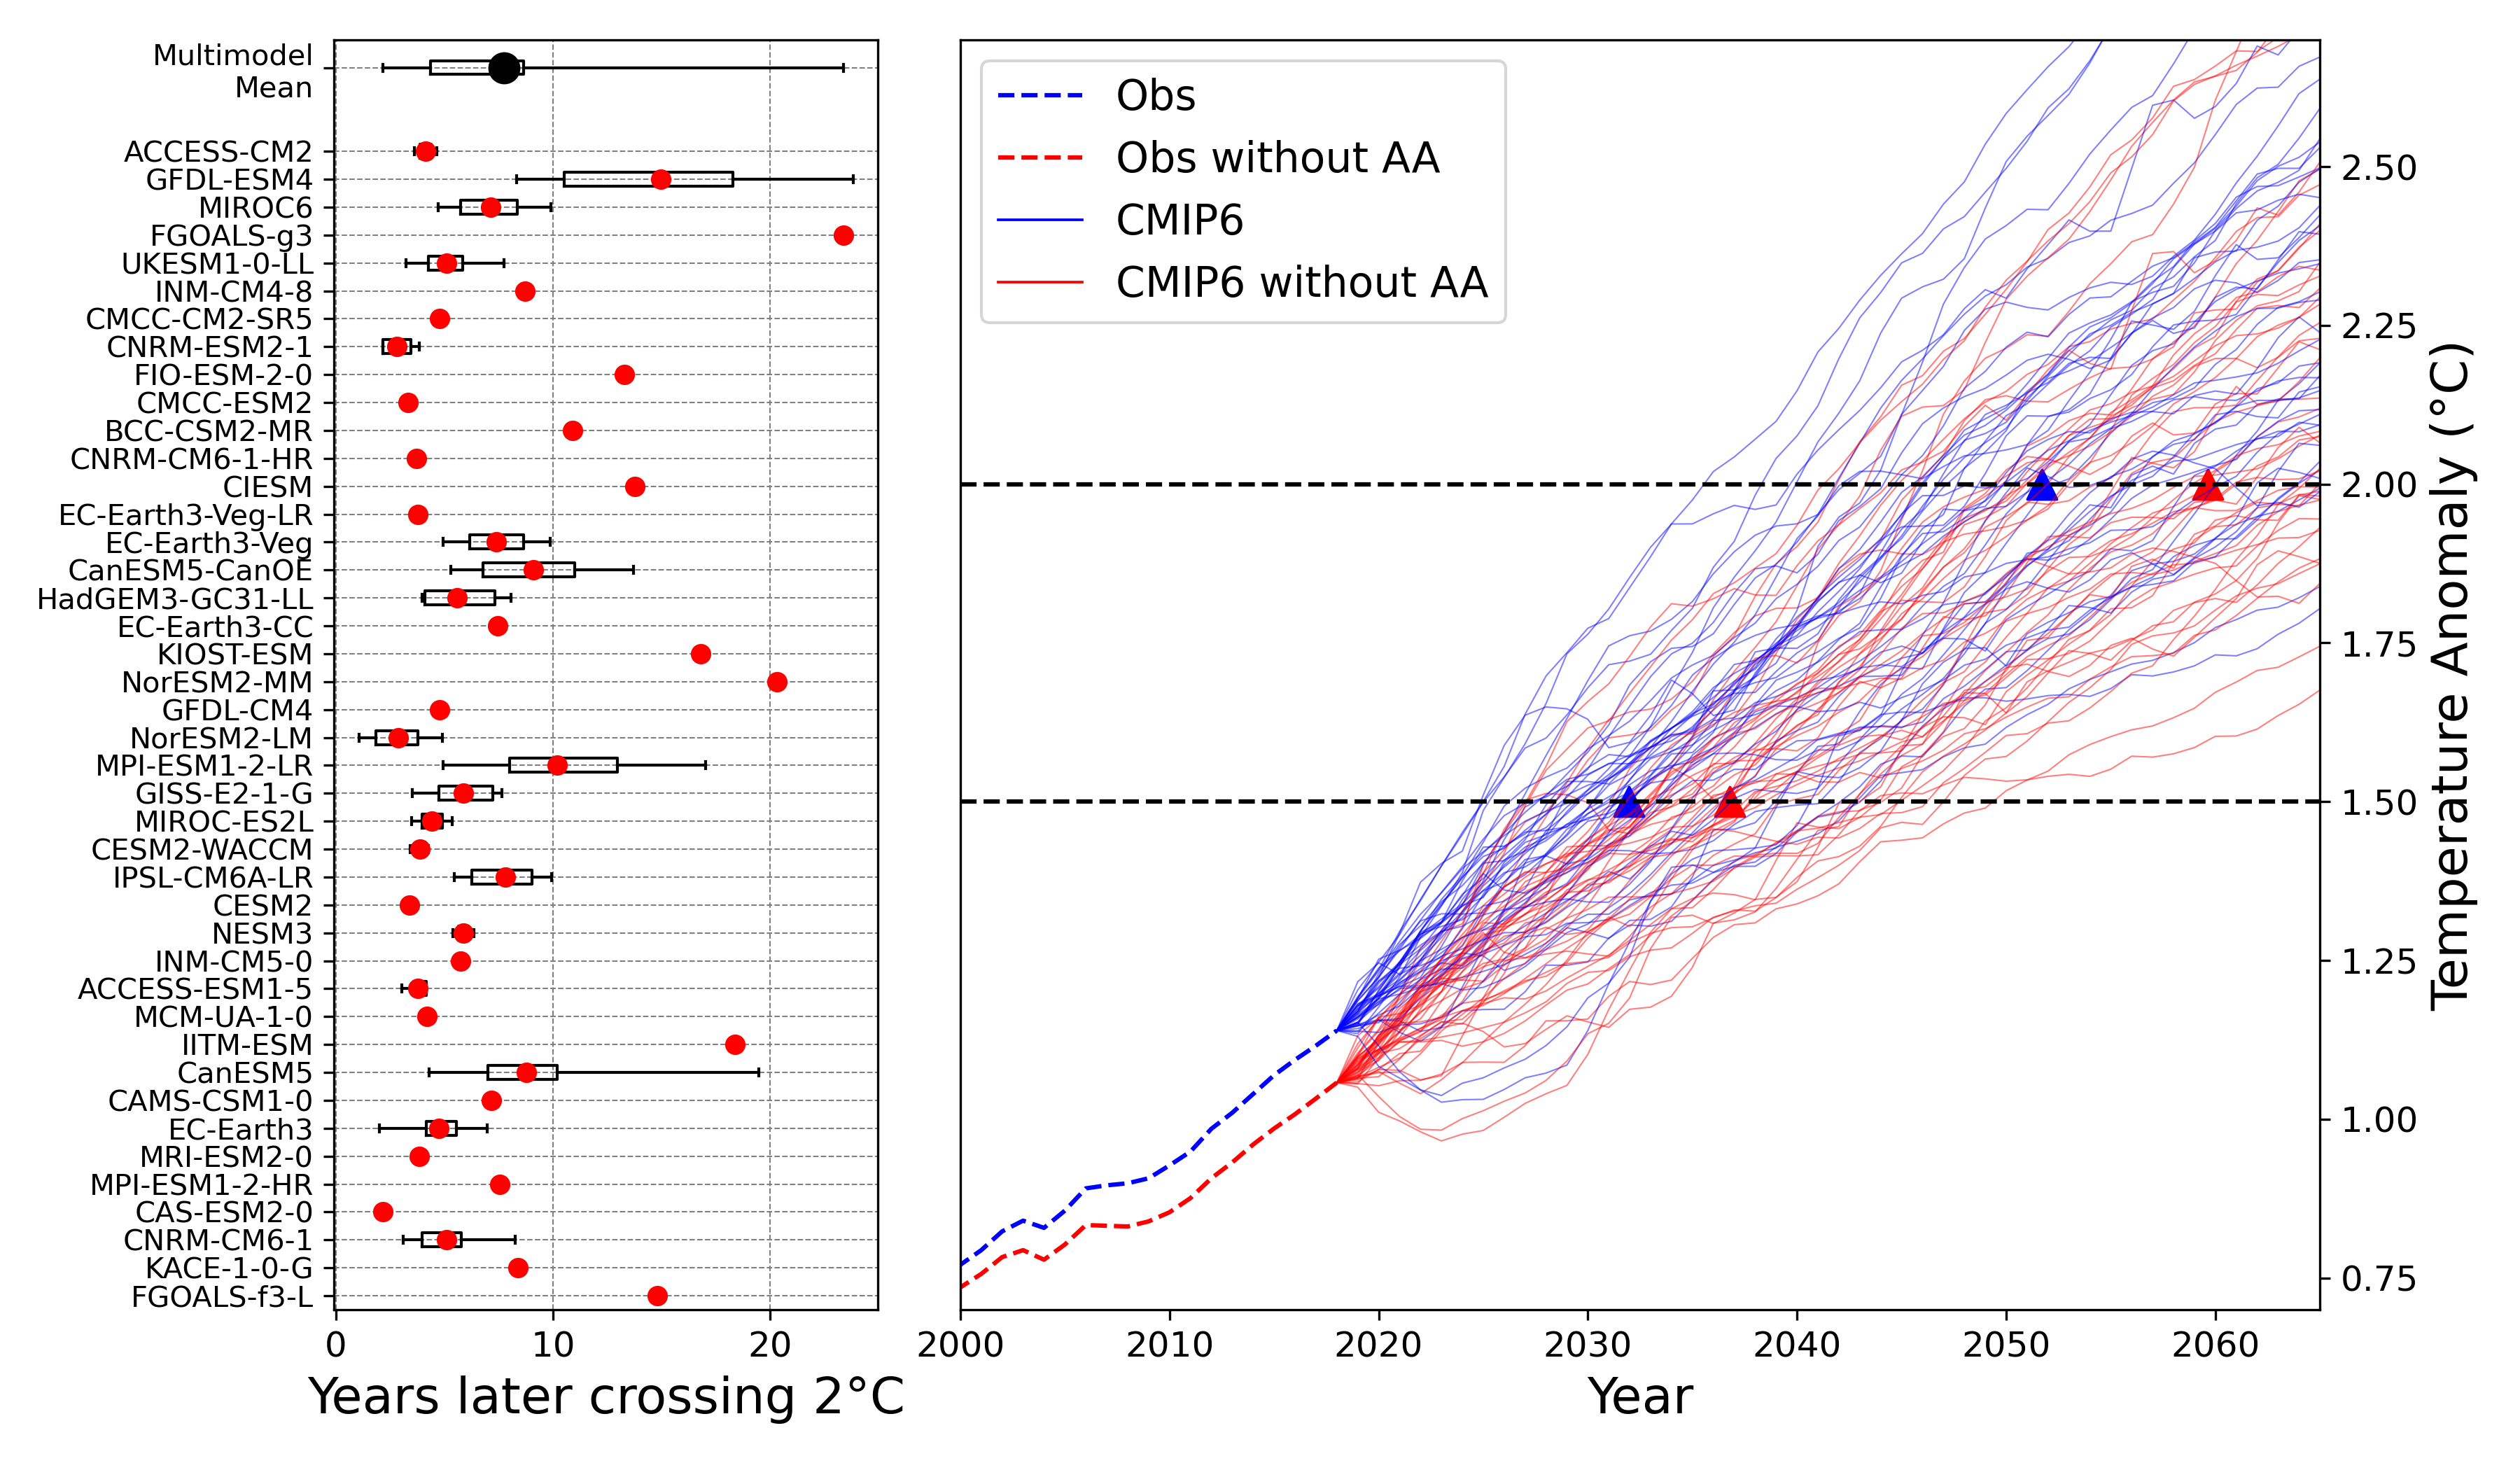 Multimodel
Mean
ACCESS-CM2
GFDL-ESM4
MIROC6
FGOALS-g3
UKESM1-0-LL
INM-CM4-8
CMCC-CM2-SR5
CNRM-ESM2-1
FIO-ESM-2-0
CMCC-ESM2
BCC-CSM2-MR
CNRM-CM6-1-HR
CIESM
EC-Earth3-Veg-LR
EC-Earth3-Veg
CanESM5-CanOE
HadGEM3-GC31-LL
EC-Earth3-CC
KIOST-ESM
NorESM2-MM
GFDL-CM4
NorESM2-LM
MPI-ESM1-2-LR
GISS-E2-1-G
MIROC-ES2L
CESM2-WACCM
IPSL-CM6A-LR
CESM2
NESM3
INM-CM5-0
ACCESS-ESM1-5
MCM-UA-1-0
IITM-ESM
CanESM5
CAMS-CSM1-0
EC-Earth3
MRI-ESM2-0
MPI-ESM1-2-HR
CAS-ESM2-0
CNRM-CM6-1
KACE-1-0-G
FGOALS-f3-L
0 10 20
Years later crossing 2°C
Obs
Obs without AA
CMIP6
CMIP6 without AA
2000 2010 2020 2030 2040 2050 2060
Year
2.50
2.25
2.00
1.75
1.50
1.25
1.00
0.75
Temperature Anomaly (°C)